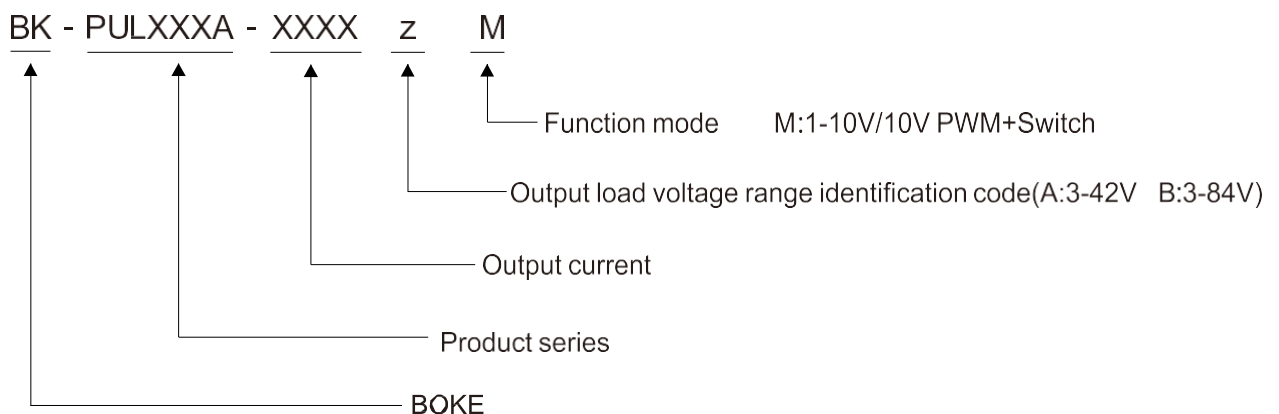 BK - PULXXXA - XXXX z M
Function mode M:1-10V/10V PWM+Switch
Output load voltage range identification code(A:3-42V B:3-84V)
Output current
Product series
BOKE